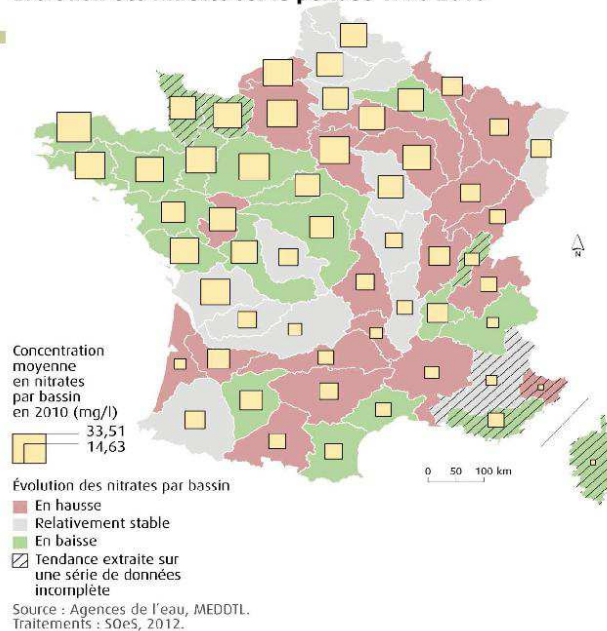 N
Concentration
moyenne
en nitrates
par bassin
en 2010 (mg/l)
33,51
14,63
0 50 100 km
Évolution des nitrates par bassin
En hausse
Relativement stable
En baisse
Tendance extraite sur
une série de données
incomplète
Source : Agences de l'eau, MEDDTL.
Traitements : SOeS, 2012.